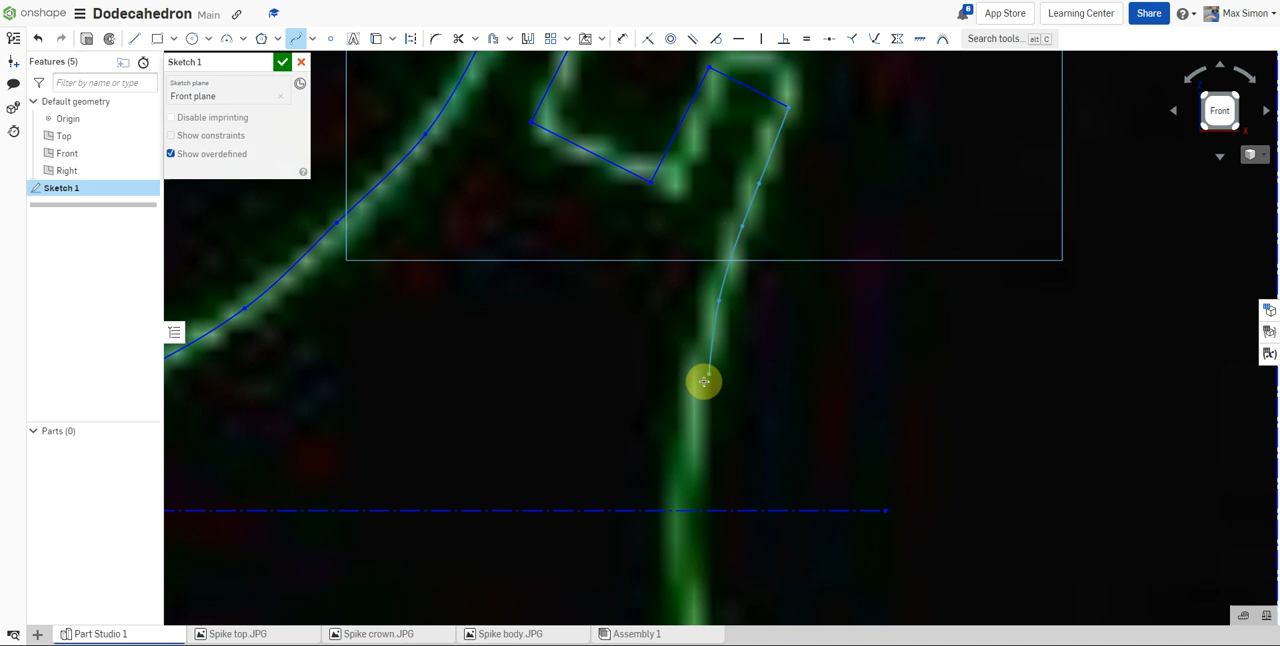 onshape Dodecahedron Main App Store Learning Center Share Max Simon
Search tools... alt C
Features (5)
Filter by name or type
Default geometry
Origin
Top
Front
Right
Sketch 1
Sketch 1
Sketch plane
Front plane
Disable imprinting
Show constraints
Show overdefined
Front
X
Parts (0)
Part Studio 1 Spike top.JPG Spike crown.JPG Spike body.JPG Assembly 1